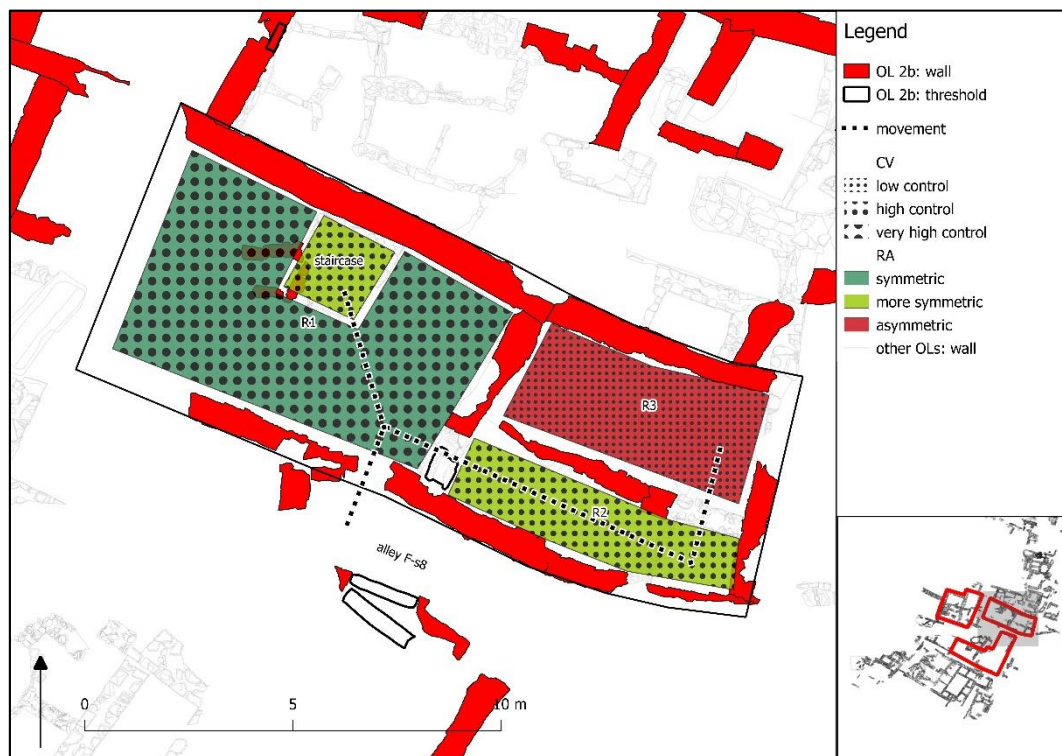 Legend
OL 2b: wall
OL 2b: threshold
movement
CV
low control
high control
very high control
RA
symmetric
more symmetric
asymmetric
other OLs: wall
staircase
R1
R3
R2
alley F-s8
0 5 10 m